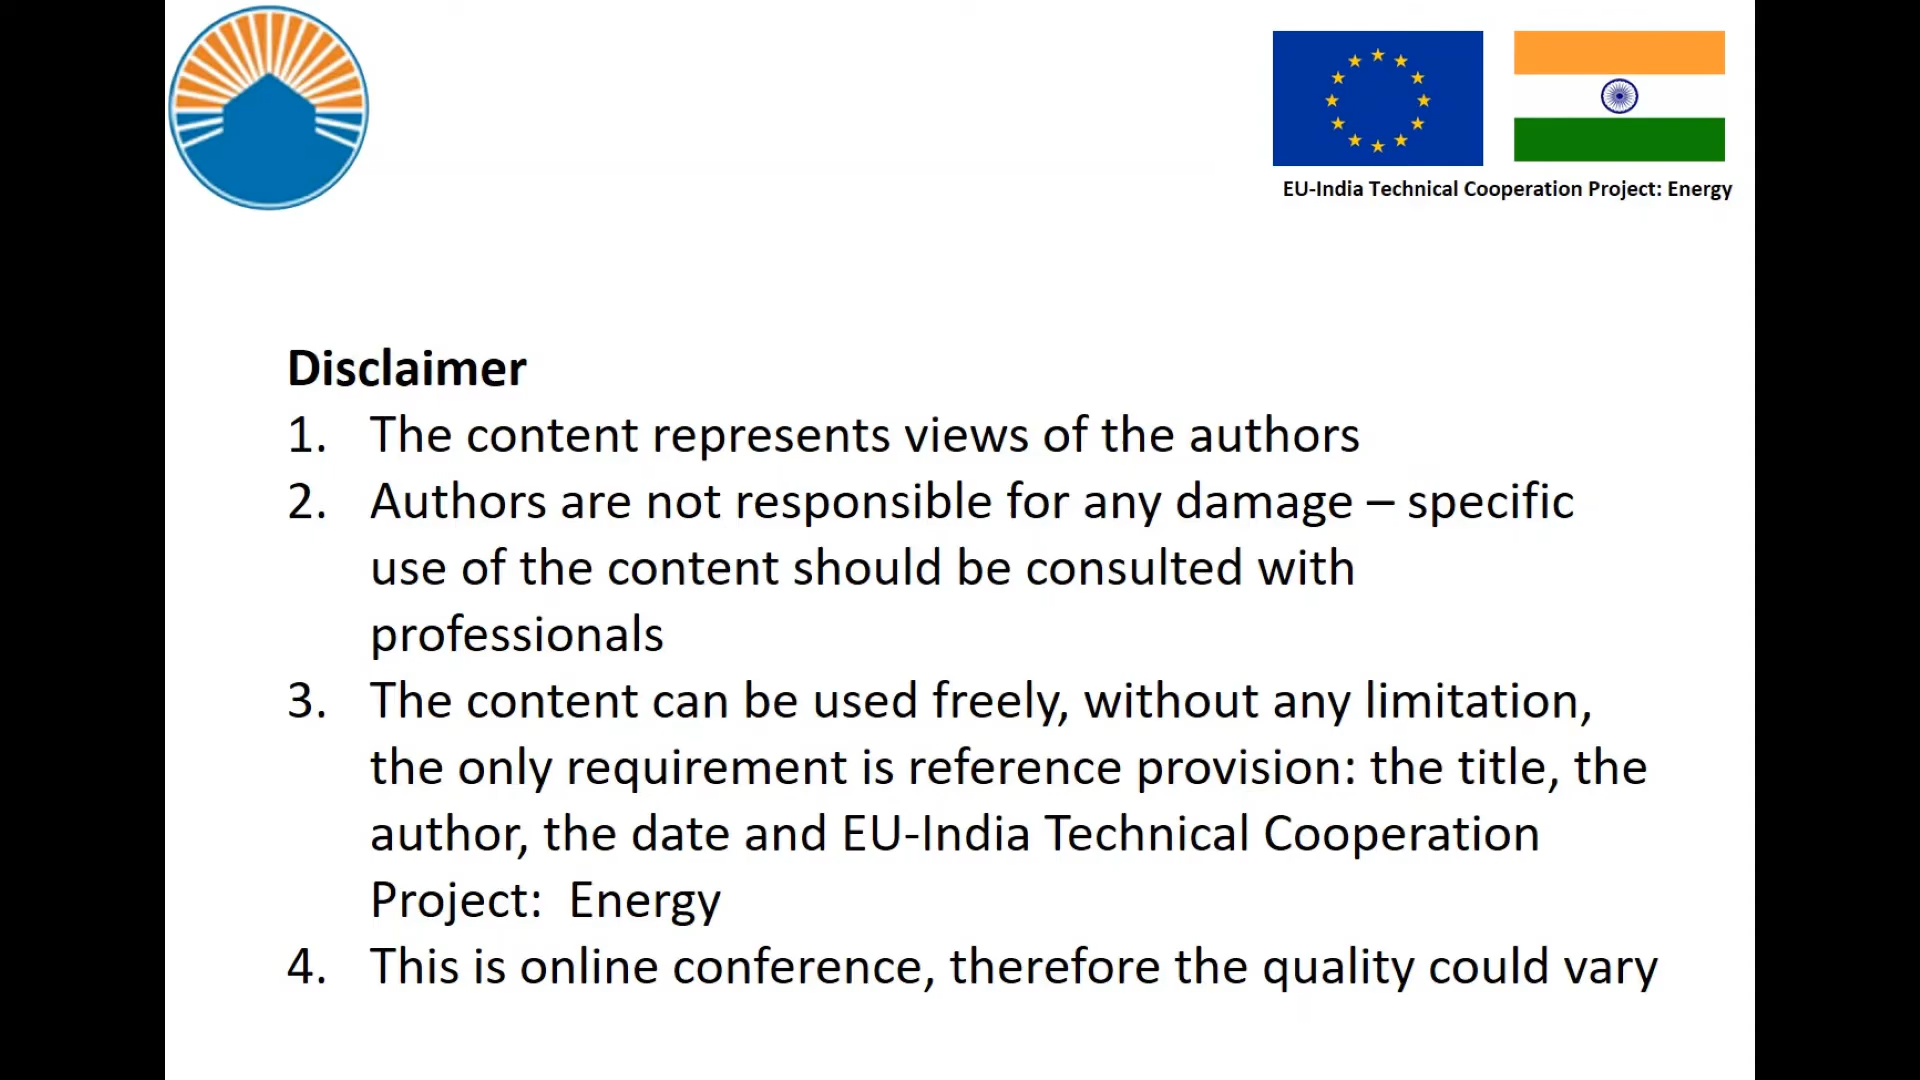 EU-India Technical Cooperation Project: Energy
Disclaimer
1. The content represents views of the authors
2. Authors are not responsible for any damage – specific
use of the content should be consulted with
professionals
3. The content can be used freely, without any limitation,
the only requirement is reference provision: the title, the
author, the date and EU-India Technical Cooperation
Project:  Energy
4. This is online conference, therefore the quality could vary